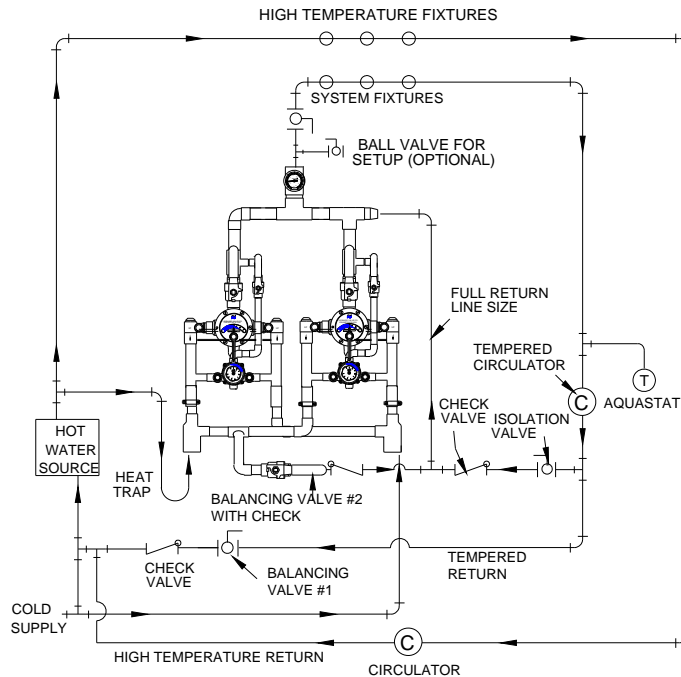 HIGH TEMPERATURE FIXTURES
SYSTEM FIXTURES
BALL VALVE FOR
SETUP (OPTIONAL)
FULL RETURN
LINE SIZE
TEMPERED
CIRCULATOR
C
T
AQUASTAT
CHECK
VALVE
ISOLATION
VALVE
HOT
WATER
SOURCE
HEAT
TRAP
BALANCING VALVE #2
WITH CHECK
CHECK
VALVE
BALANCING
VALVE #1
TEMPERED
RETURN
COLD
SUPPLY
HIGH TEMPERATURE RETURN
C
CIRCULATOR